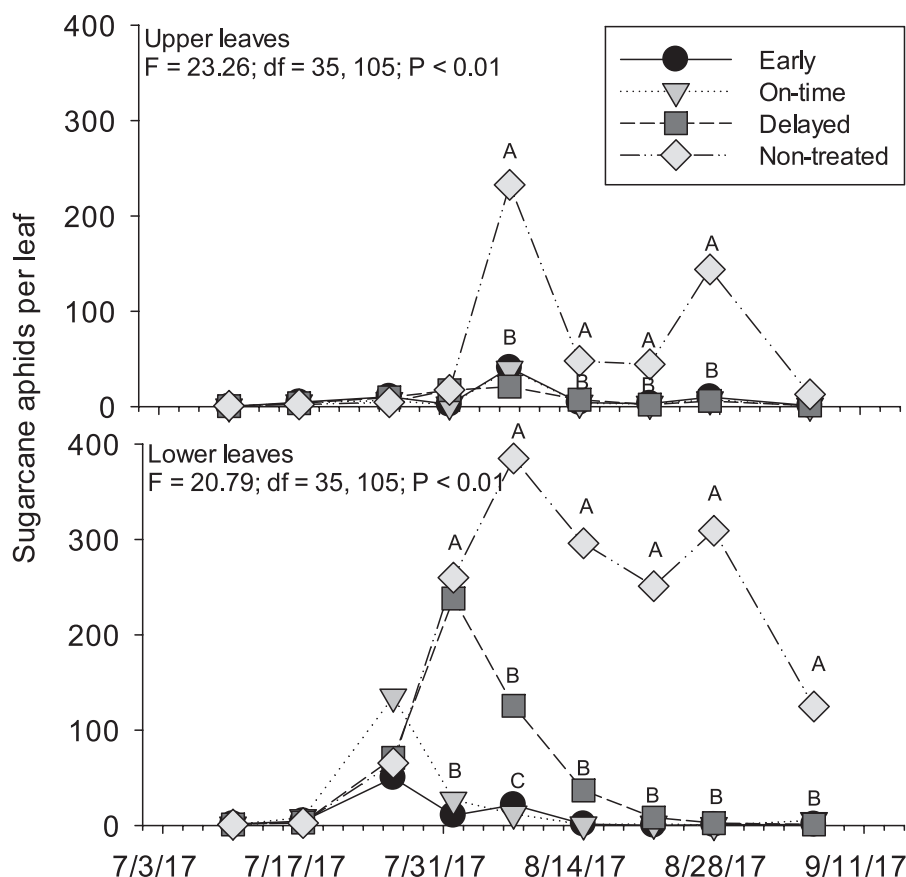 Sugarcane aphids per leaf
400
300
200
100
0
Upper leaves
F = 23.26; df = 35, 105; P < 0.01
Early
On-time
Delayed
Non-treated
A
B
A
B
A
B
A
B
400
300
200
100
0
Lower leaves
F = 20.79; df = 35, 105; P < 0.01
A
B
A
B
C
A
B
A
B
A
B
A
B
7/3/17 7/17/17 7/31/17 8/14/17 8/28/17 9/11/17